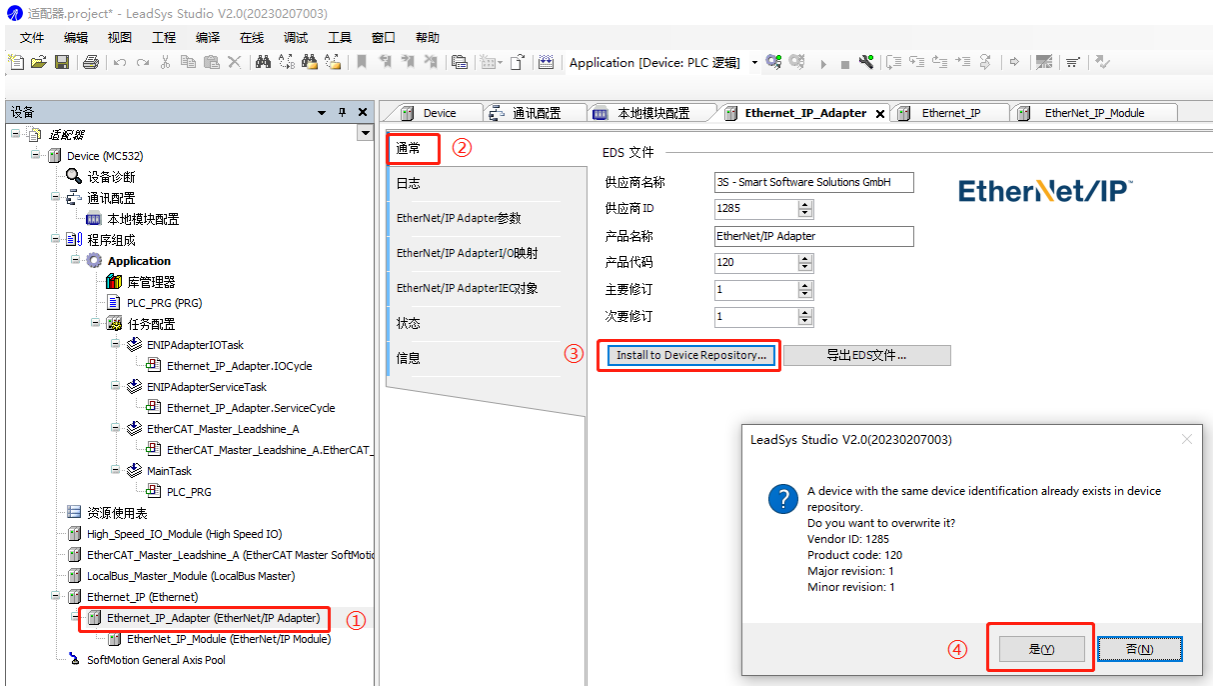 适配器.project* - LeadSys Studio V2.0(20230207003)
文件 编辑 视图 工程 编译 在线 调试 工具 窗口 帮助
Application [Device: PLC 逻辑]
设备
适配器
Device (MC532)
设备诊断
通讯配置
本地模块配置
程序组成
Application
库管理器
PLC_PRG (PRG)
任务配置
ENIPAdapterIOTask
Ethernet_IP_Adapter.IOCycle
ENIPAdapterServiceTask
Ethernet_IP_Adapter.ServiceCycle
EtherCAT_Master_Leadshine_A
EtherCAT_Master_Leadshine_A.EtherCAT_
MainTask
PLC_PRG
资源使用表
High_Speed_IO_Module (High Speed IO)
EtherCAT_Master_Leadshine_A (EtherCAT Master SoftMotic
LocalBus_Master_Module (LocalBus Master)
Ethernet_IP (Ethernet)
Ethernet_IP_Adapter (EtherNet/IP Adapter) ①
EtherNet_IP_Module (EtherNet/IP Module)
SoftMotion General Axis Pool
Device 通讯配置 本地模块配置 Ethernet_IP_Adapter Ethernet_IP EtherNet_IP_Module
通常 ②
日志
EtherNet/IP Adapter参数
EtherNet/IP AdapterI/O映射
EtherNet/IP AdapterIEC对象
状态
信息
EDS 文件
供应商名称 3S - Smart Software Solutions GmbH
供应商 ID 1285
产品名称 EtherNet/IP Adapter
产品代码 120
主要修订 1
次要修订 1
③ Install to Device Repository... 导出EDS文件...
EtherNet/IP™
LeadSys Studio V2.0(20230207003)
A device with the same device identification already exists in device
repository.
Do you want to overwrite it?
Vendor ID: 1285
Product code: 120
Major revision: 1
Minor revision: 1
④ 是(Y) 否(N)